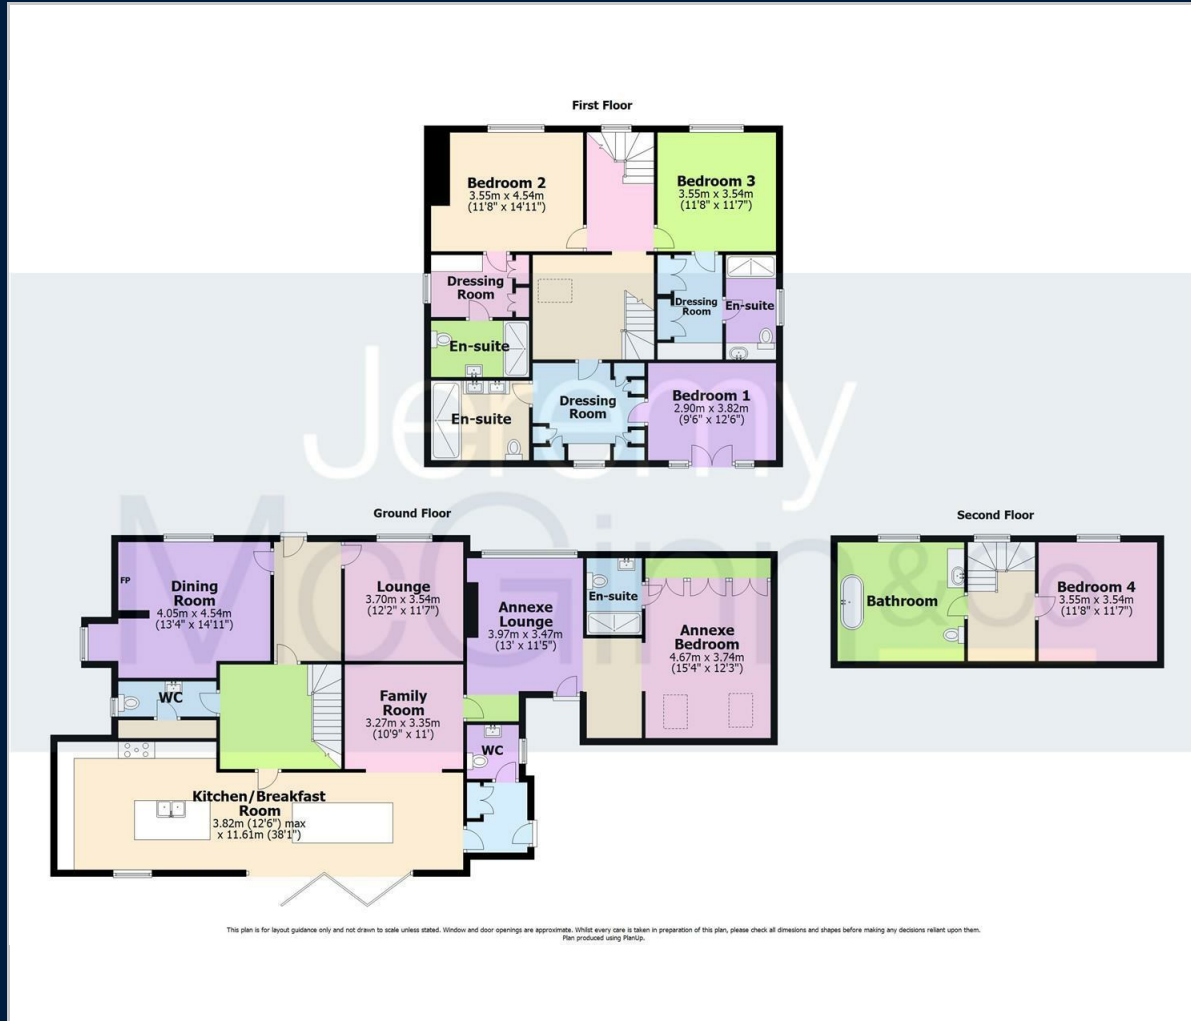 First Floor
Bedroom 2
3.55m x 4.54m
(11'8" x 14'11")
Bedroom 3
3.55m x 3.54m
(11'8" x 11'7")
Dressing
Room
En-suite
Dressing
Room
En-suite
En-suite
Dressing
Room
Bedroom 1
2.90m x 3.82m
(9'6" x 12'6")
Jeremy
McGinn & Co
Ground Floor
FP
Dining
Room
4.05m x 4.54m
(13'4" x 14'11")
Lounge
3.70m x 3.54m
(12'2" x 11'7")
Annexe
Lounge
3.97m x 3.47m
(13' x 11'5")
En-suite
Annexe
Bedroom
4.67m x 3.74m
(15'4" x 12'3")
WC
Family
Room
3.27m x 3.35m
(10'9" x 11')
WC
Kitchen/Breakfast
Room
3.82m (12'6") max
x 11.61m (38'1")
Second Floor
Bathroom
Bedroom 4
3.55m x 3.54m
(11'8" x 11'7")
This plan is for layout guidance only and not drawn to scale unless stated. Window and door openings are approximate. Whilst every care is taken in preparation of this plan, please check all dimesions and shapes before making any decisions reliant upon them.
Plan produced using PlanUp.